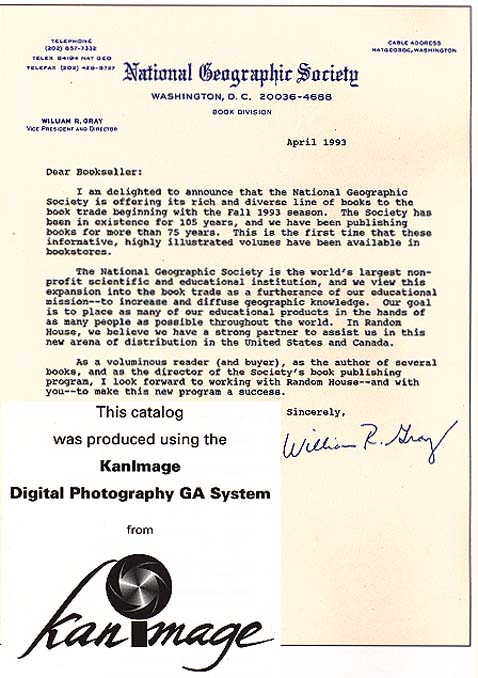 TELEPHONE
(202) 857-7332
TELEX 64194 NAT GEO
TELEFAX (202) 429-5727
CABLE ADDRESS
NATGEOSOC, WASHINGTON
National Geographic Society
WASHINGTON, D. C. 20036-4688
BOOK DIVISION
WILLIAM R. GRAY
VICE PRESIDENT AND DIRECTOR
April 1993
Dear Bookseller:
I am delighted to announce that the National Geographic
Society is offering its rich and diverse line of books to the
book trade beginning with the Fall 1993 season. The Society has
been in existence for 105 years, and we have been publishing
books for more than 75 years. This is the first time that these
informative, highly illustrated volumes have been available in
bookstores.
The National Geographic Society is the world's largest non-
profit scientific and educational institution, and we view this
expansion into the book trade as a furtherance of our educational
mission--to increase and diffuse geographic knowledge. Our goal
is to place as many of our educational products in the hands of
as many people as possible throughout the world. In Random
House, we believe we have a strong partner to assist us in this
new arena of distribution in the United States and Canada.
As a voluminous reader (and buyer), as the author of several
books, and as the director of the Society's book publishing
program, I look forward to working with Random House--and with
you--to make this new program a success.
Sincerely,
William R. Gray
This catalog
was produced using the
KanImage
Digital Photography GA System
from
kanImage